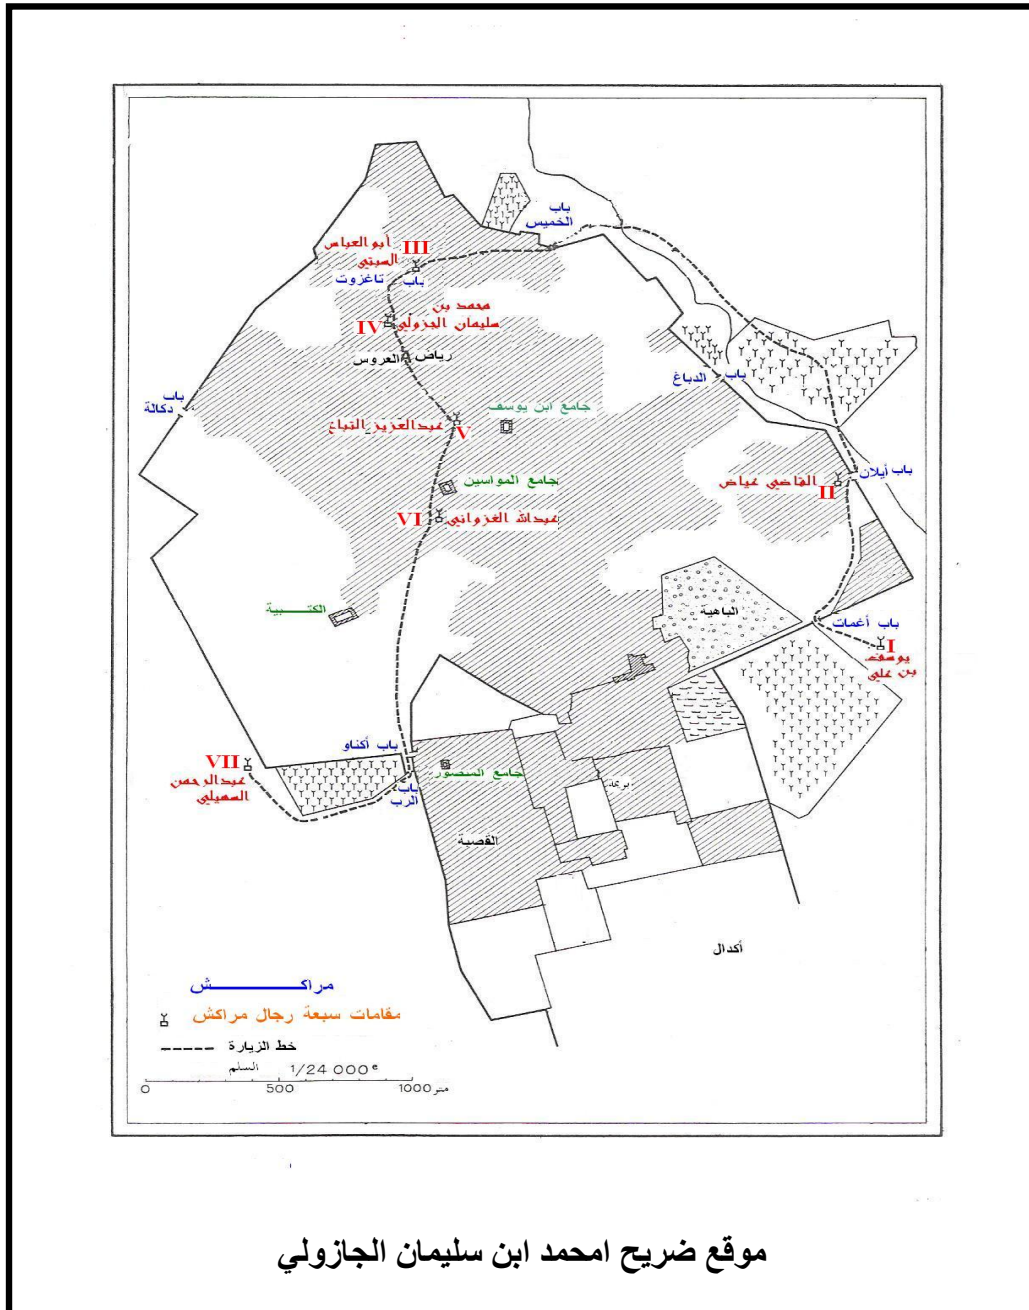 باب
الخميس
أبو العباس III
السبتي
باب تاغزوت
محمد بن
سليمان الجزولي IV
رياض العروس
باب الدباغ
باب
دكالة
جامع ابن يوسف
عبدالعزيز التباع
V
باب أيلان
جامع المواسين
القاضي عياض
II
عبدالله الغزواني VI
الكتبية
الباهية
باب أغمات
I
يوسف
بن علي
باب أكناو
VII
عبدالرحمن
السهيلي
جامع المنصور
باب
الرب
القصبة
أكدال
مراكــــــش
مقامات سبعة رجال مراكش
خط الزيارة
السلم 1/24 000e
0 500 1000 متر
موقع ضريح امحمد ابن سليمان الجازولي